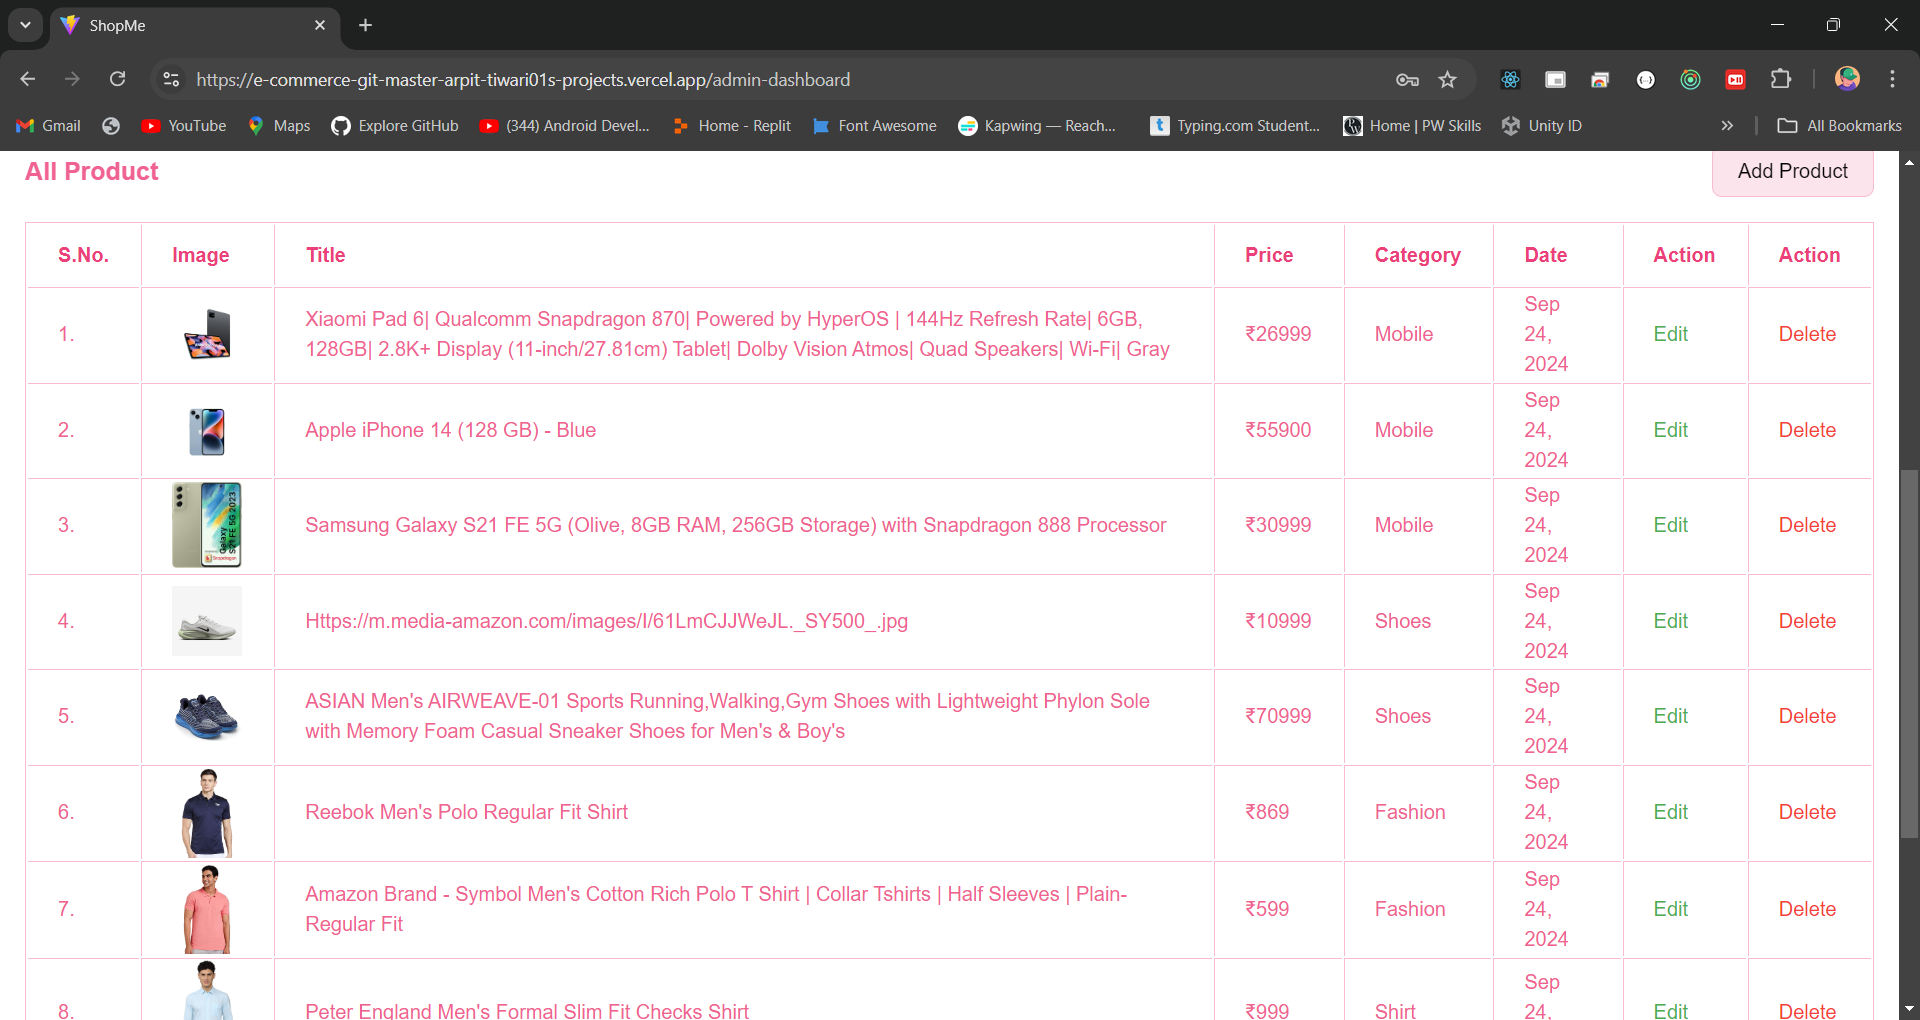 ShopMe
https://e-commerce-git-master-arpit-tiwari01s-projects.vercel.app/admin-dashboard
Gmail YouTube Maps Explore GitHub (344) Android Devel... Home - Replit Font Awesome Kapwing — Reach... Typing.com Student... Home | PW Skills Unity ID All Bookmarks
All Product Add Product
S.No. Image Title Price Category Date Action Action
1. Xiaomi Pad 6| Qualcomm Snapdragon 870| Powered by HyperOS | 144Hz Refresh Rate| 6GB,
128GB| 2.8K+ Display (11-inch/27.81cm) Tablet| Dolby Vision Atmos| Quad Speakers| Wi-Fi| Gray
₹26999 Mobile
Sep
24,
2024
Edit Delete
2. Apple iPhone 14 (128 GB) - Blue ₹55900 Mobile
Sep
24,
2024
Edit Delete
Galaxy
S21 FE 5G 2023
Snapdragon
3. Samsung Galaxy S21 FE 5G (Olive, 8GB RAM, 256GB Storage) with Snapdragon 888 Processor ₹30999 Mobile
Sep
24,
2024
Edit Delete
4. Https://m.media-amazon.com/images/I/61LmCJJWeJL._SY500_.jpg ₹10999 Shoes
Sep
24,
2024
Edit Delete
5. ASIAN Men's AIRWEAVE-01 Sports Running,Walking,Gym Shoes with Lightweight Phylon Sole
with Memory Foam Casual Sneaker Shoes for Men's & Boy's
₹70999 Shoes
Sep
24,
2024
Edit Delete
6. Reebok Men's Polo Regular Fit Shirt ₹869 Fashion
Sep
24,
2024
Edit Delete
7. Amazon Brand - Symbol Men's Cotton Rich Polo T Shirt | Collar Tshirts | Half Sleeves | Plain-
Regular Fit
₹599 Fashion
Sep
24,
2024
Edit Delete
8. Peter England Men's Formal Slim Fit Checks Shirt ₹999 Shirt
Sep
24,
Edit Delete